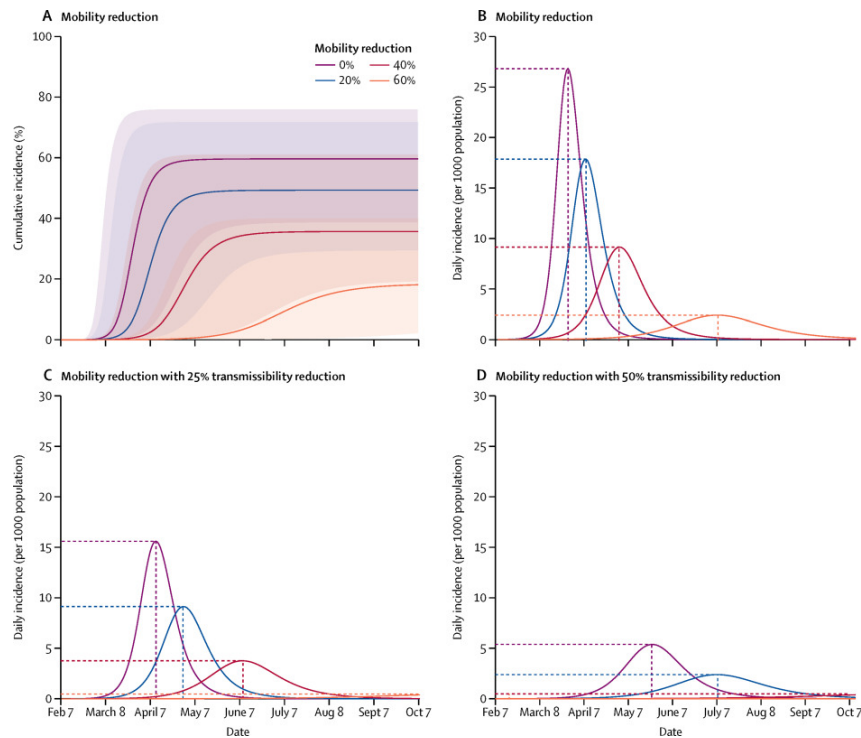 A Mobility reduction
Cumulative incidence (%)
100
80
60
40
20
0
Mobility reduction
0% 40%
20% 60%
B Mobility reduction
Daily incidence (per 1000 population)
30
25
20
15
10
5
0
C Mobility reduction with 25% transmissibility reduction
Daily incidence (per 1000 population)
30
25
20
15
10
5
0
Feb 7 March 8 April 7 May 7 June 7 July 7 Aug 8 Sept 7 Oct 7
Date
D Mobility reduction with 50% transmissibility reduction
Daily incidence (per 1000 population)
30
25
20
15
10
5
0
Feb 7 March 8 April 7 May 7 June 7 July 7 Aug 8 Sept 7 Oct 7
Date